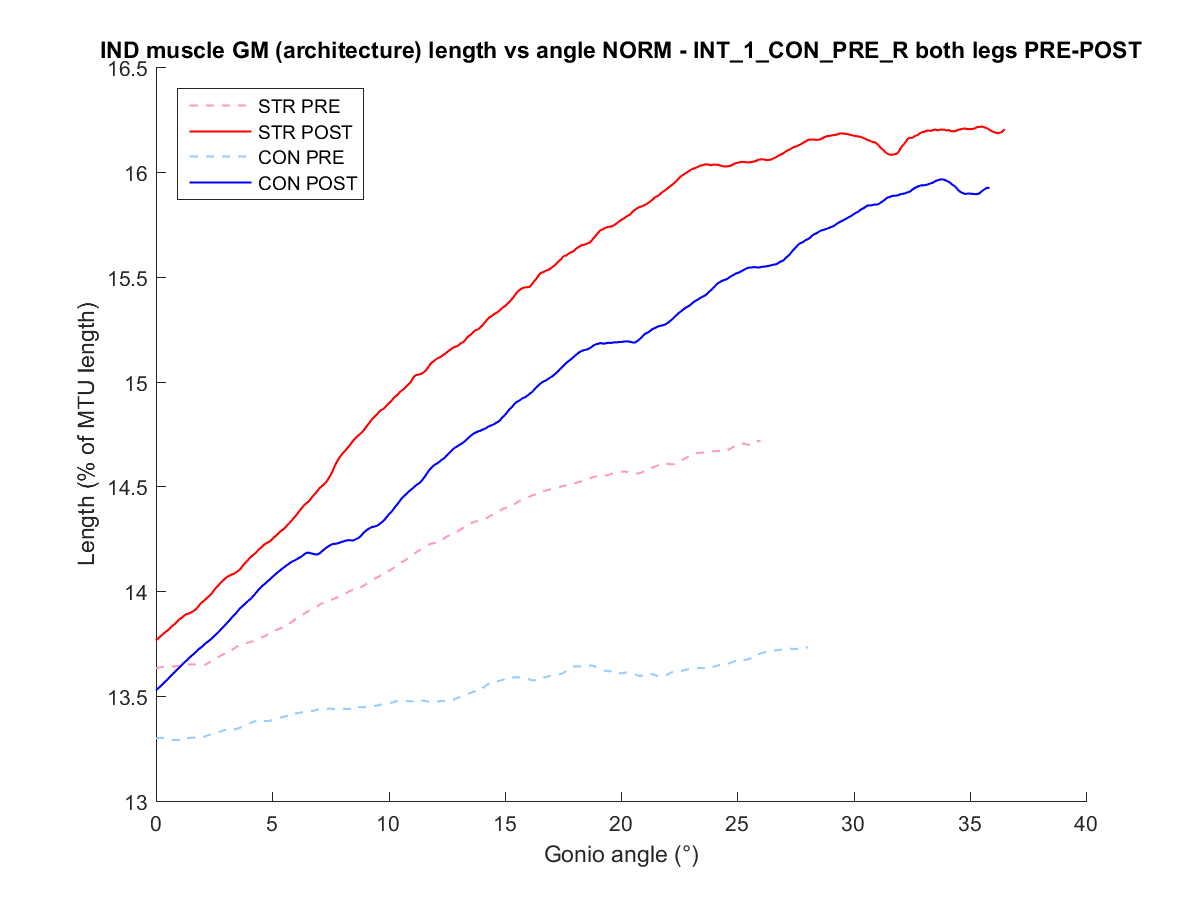 IND muscle GM (architecture) length vs angle NORM - INT_1_CON_PRE_R both legs PRE-POST
16.5
16
15.5
15
14.5
14
13.5
13
Length (% of MTU length)
STR PRE
STR POST
CON PRE
CON POST
0 5 10 15 20 25 30 35 40
Gonio angle (°)